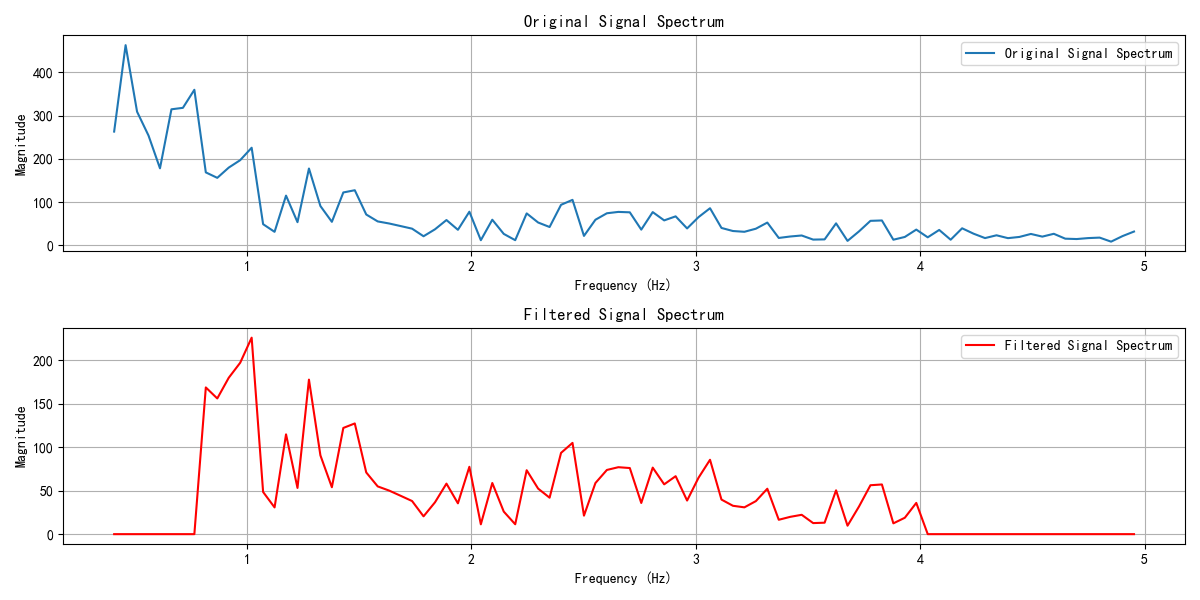 Original Signal Spectrum
Original Signal Spectrum
Magnitude
400
300
200
100
0
1 2 3 4 5
Frequency (Hz)
Filtered Signal Spectrum
Filtered Signal Spectrum
Magnitude
200
150
100
50
0
1 2 3 4 5
Frequency (Hz)